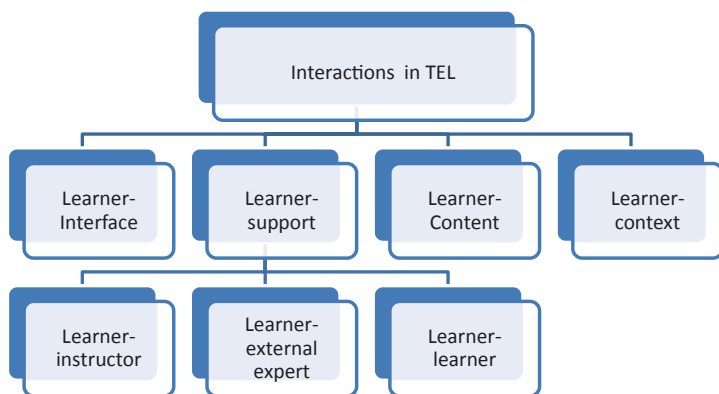 Interactions in TEL
Learner-
Interface
Learner-
support
Learner-
Content
Learner-
context
Learner-
instructor
Learner-
external
expert
Learner-
learner